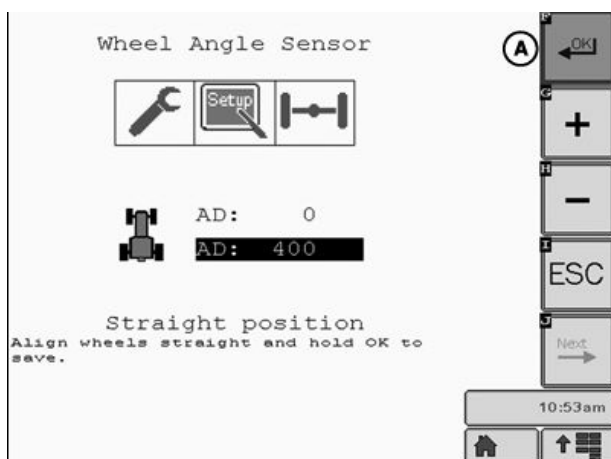 Wheel Angle Sensor
Setup
AD: 0
AD: 400
Straight position
Align wheels straight and hold OK to
save.
A
F
OK
G
+
H
−
I
ESC
J
Next
10:53am